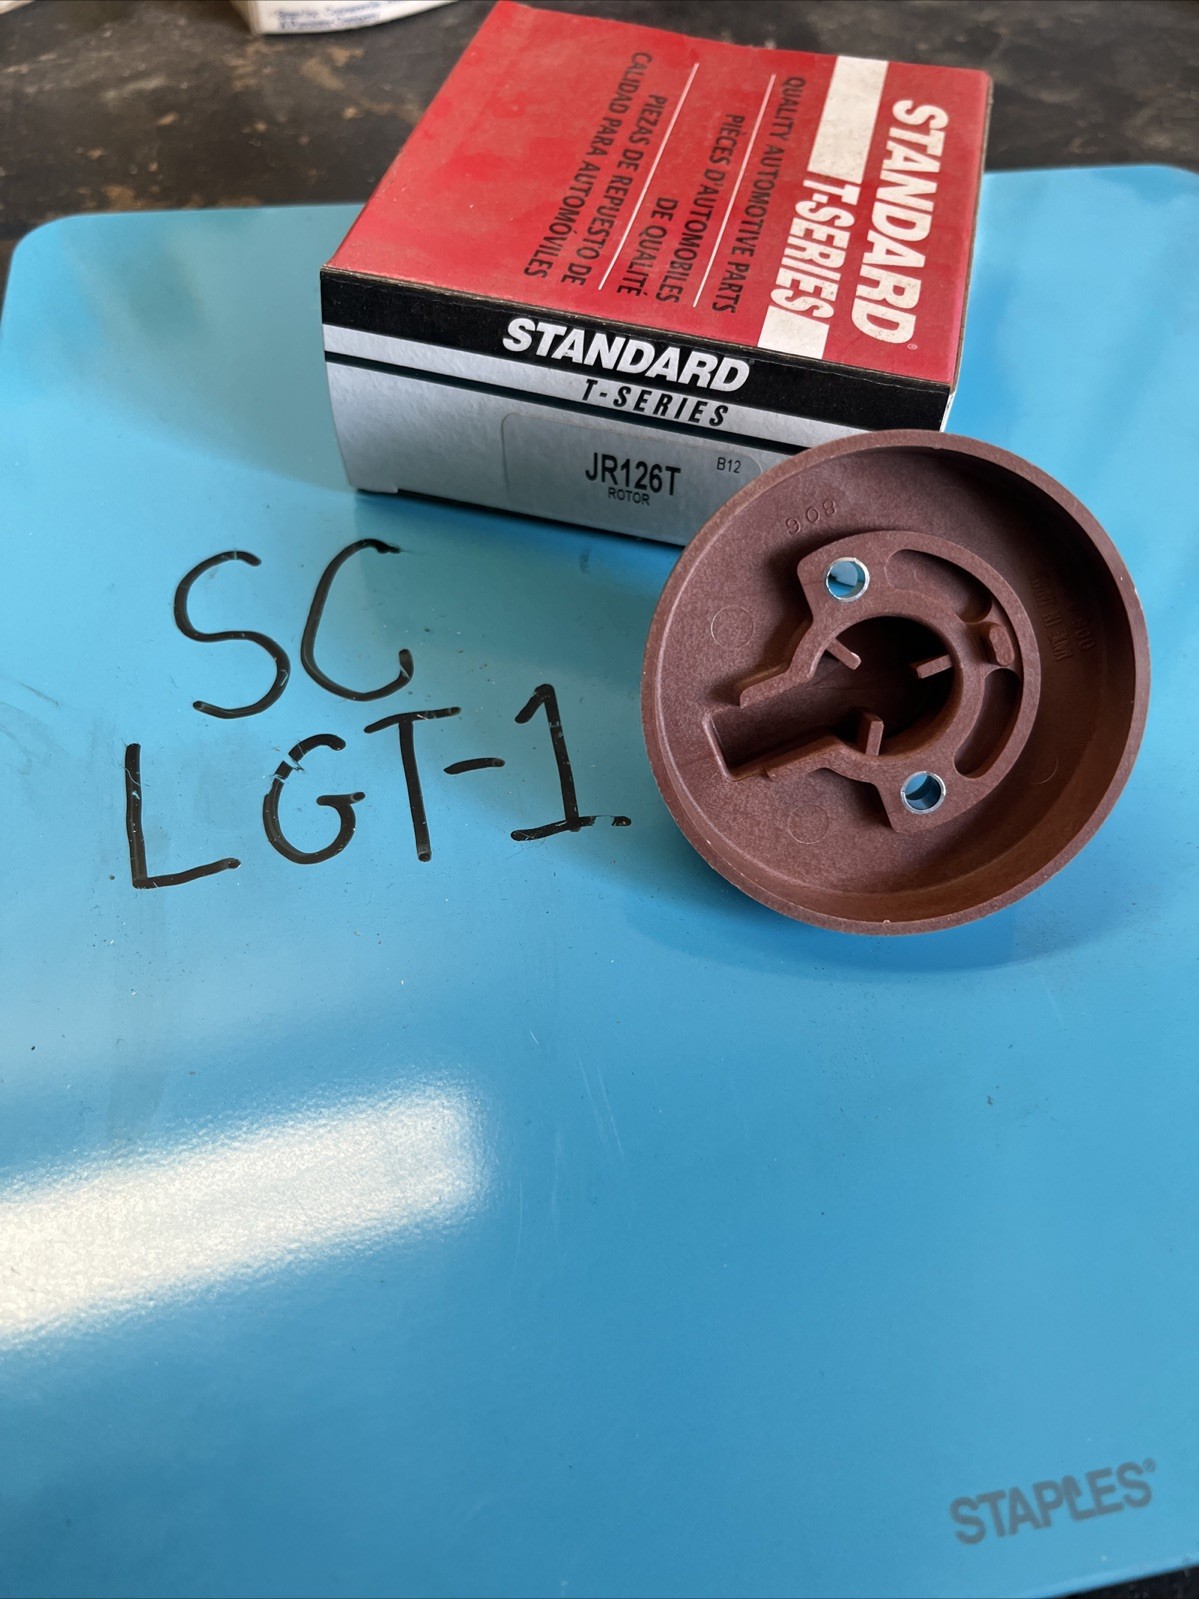 STANDARD®
T-SERIES
QUALITY AUTOMOTIVE PARTS
PIÈCES D'AUTOMOBILES
DE QUALITÉ
PIEZAS DE REPUESTO DE
CALIDAD PARA AUTOMÓVILES
STANDARD
T-SERIES
JR126T
B12
ROTOR
908
SC
LGT-1
STAPLES®